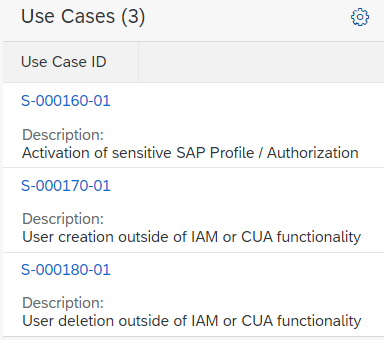 Use Cases (3)
Use Case ID
S-000160-01
Description:
Activation of sensitive SAP Profile / Authorization
S-000170-01
Description:
User creation outside of IAM or CUA functionality
S-000180-01
Description:
User deletion outside of IAM or CUA functionality